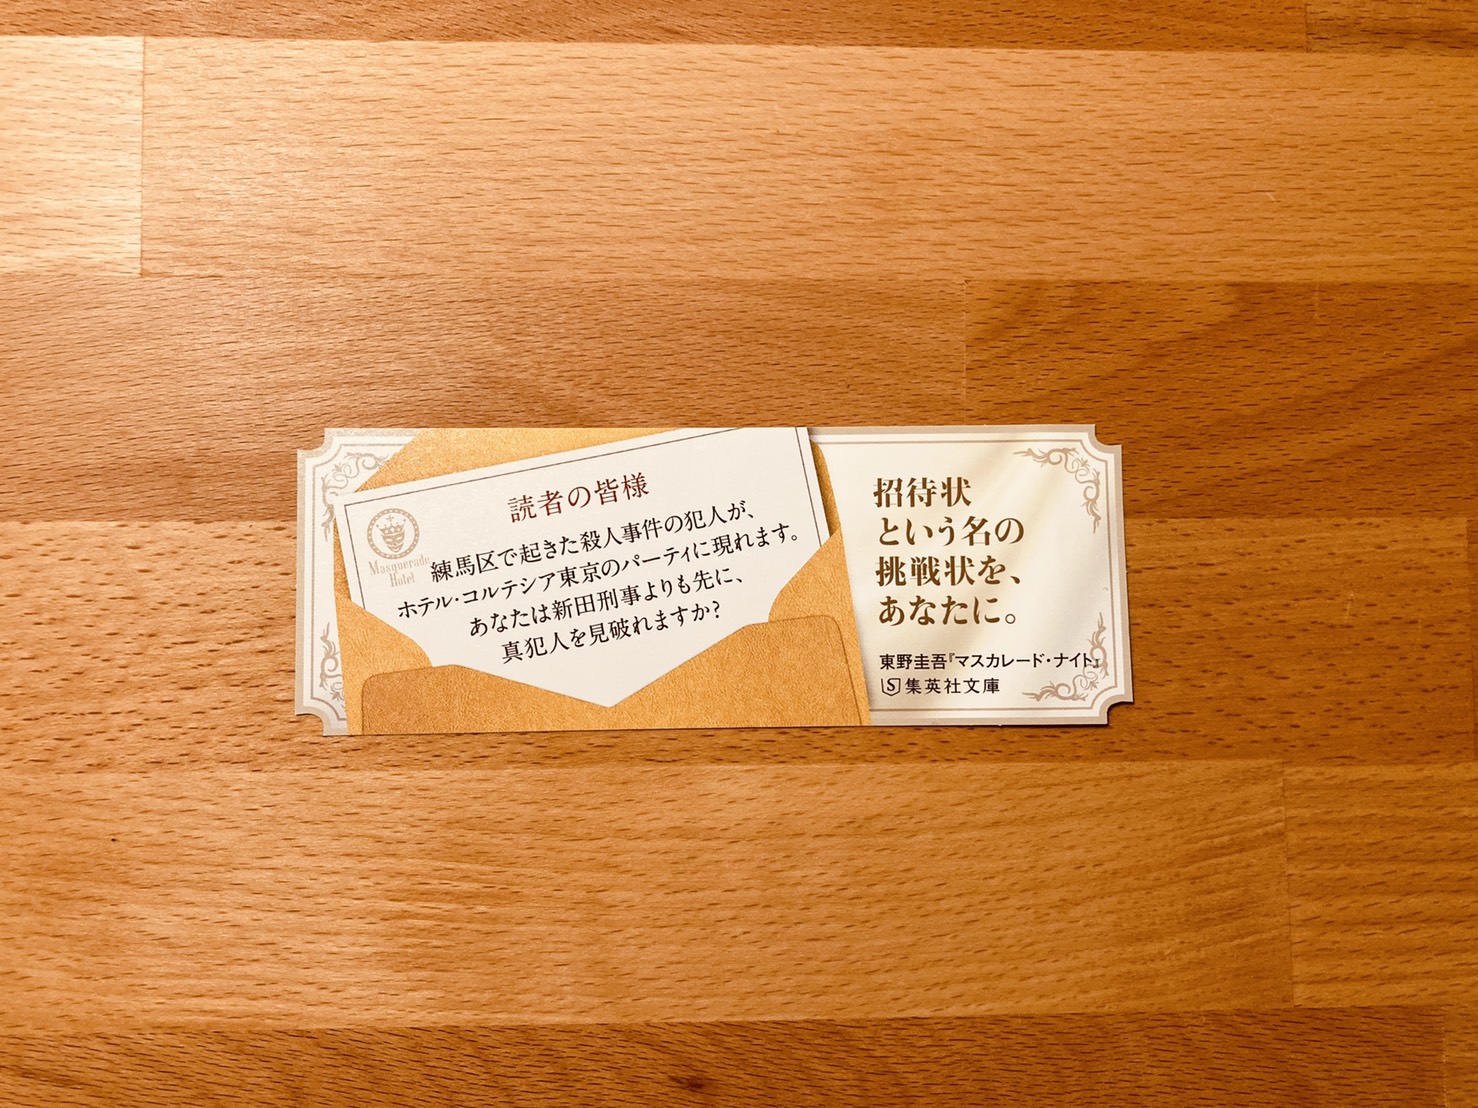 読者の皆様
Masquerade
Hotel
練馬区で起きた殺人事件の犯人が、
ホテル・コルテシア東京のパーティに現れます。
あなたは新田刑事よりも先に、
真犯人を見破れますか?
招待状
という名の
挑戦状を、
あなたに。
東野圭吾『マスカレード・ナイト』
S 集英社文庫